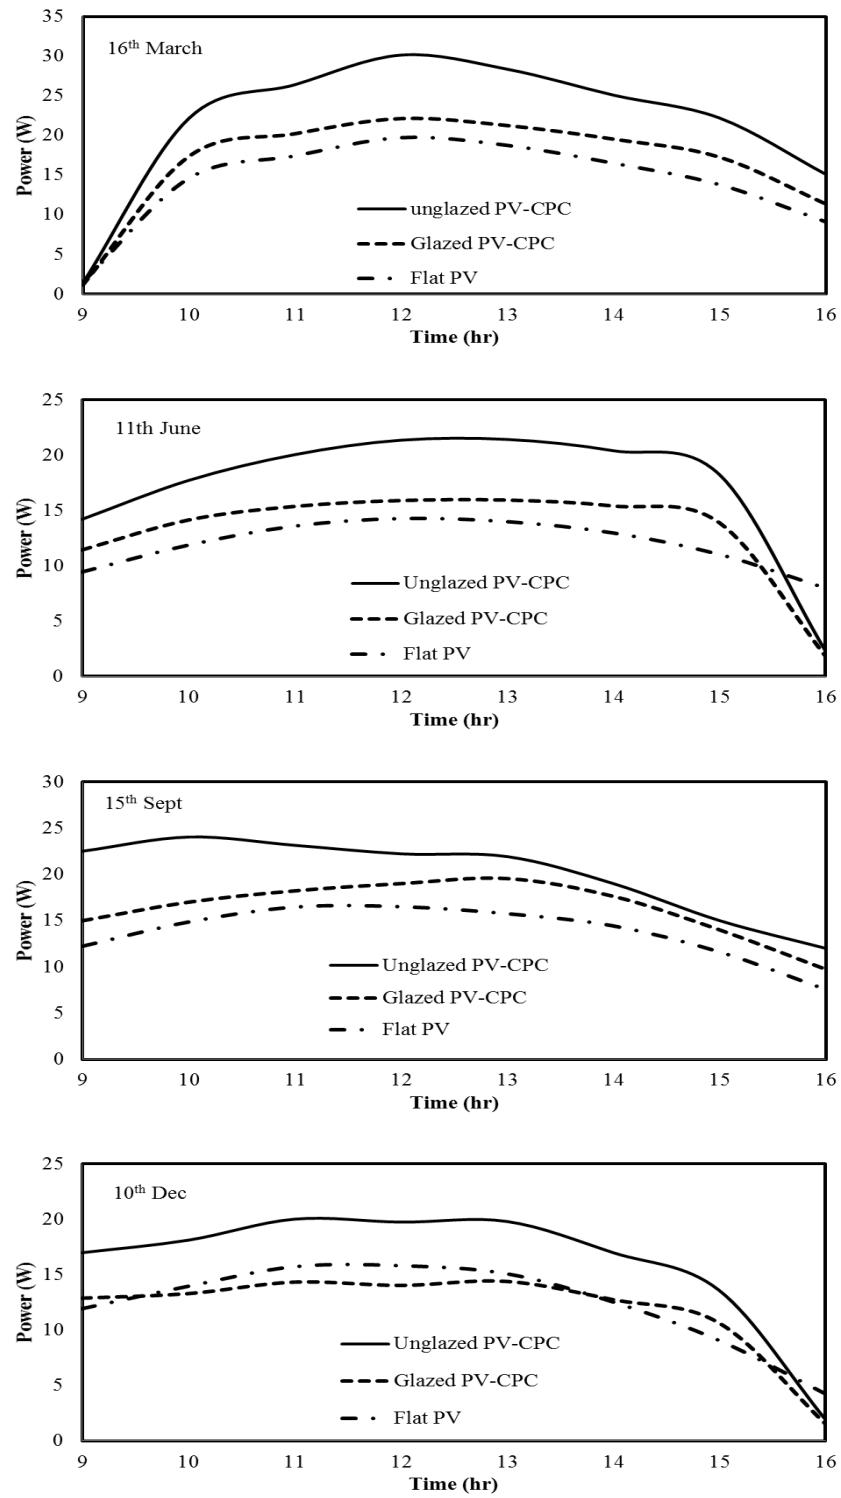 35
16th March
30
25
20
15
10
5
0
Power (W)
unglazed PV-CPC
Glazed PV-CPC
Flat PV
9 10 11 12 13 14 15 16
Time (hr)
25
11th June
20
15
10
5
0
Power (W)
Unglazed PV-CPC
Glazed PV-CPC
Flat PV
9 10 11 12 13 14 15 16
Time (hr)
30
15th Sept
25
20
15
10
5
0
Power (W)
Unglazed PV-CPC
Glazed PV-CPC
Flat PV
9 10 11 12 13 14 15 16
Time (hr)
25
10th Dec
20
15
10
5
0
Power (W)
Unglazed PV-CPC
Glazed PV-CPC
Flat PV
9 10 11 12 13 14 15 16
Time (hr)